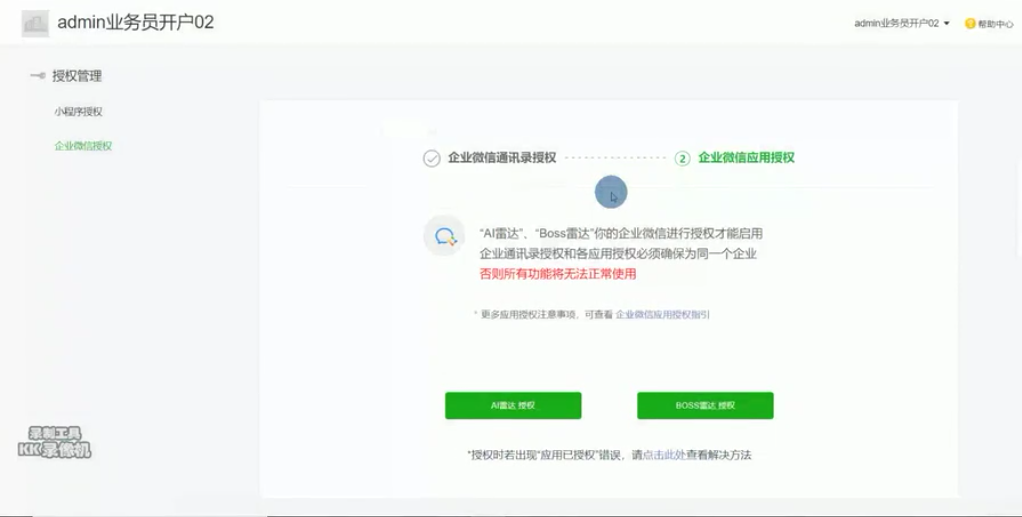 admin业务员开户02
admin业务员开户02
帮助中心
授权管理
小程序授权
企业微信授权
企业微信通讯录授权
2 企业微信应用授权
“AI雷达”、“Boss雷达”你的企业微信进行授权才能启用
企业通讯录授权和各应用授权必须确保为同一个企业
否则所有功能将无法正常使用
* 更多应用授权注意事项，可查看 企业微信应用授权指引
AI雷达 授权
BOSS雷达 授权
*授权时若出现“应用已授权”错误，请点击此处查看解决方法
录制工具
KK录像机